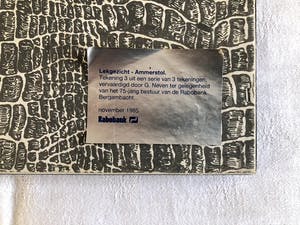 Lekgezicht - Ammerstol.
Tekening 3 uit een serie van 3 tekeningen,
vervaardigd door G. Neven ter gelegenheid
van het 75-jarig bestuur van de Rabobank
Bergambacht.
november 1985
Rabobank